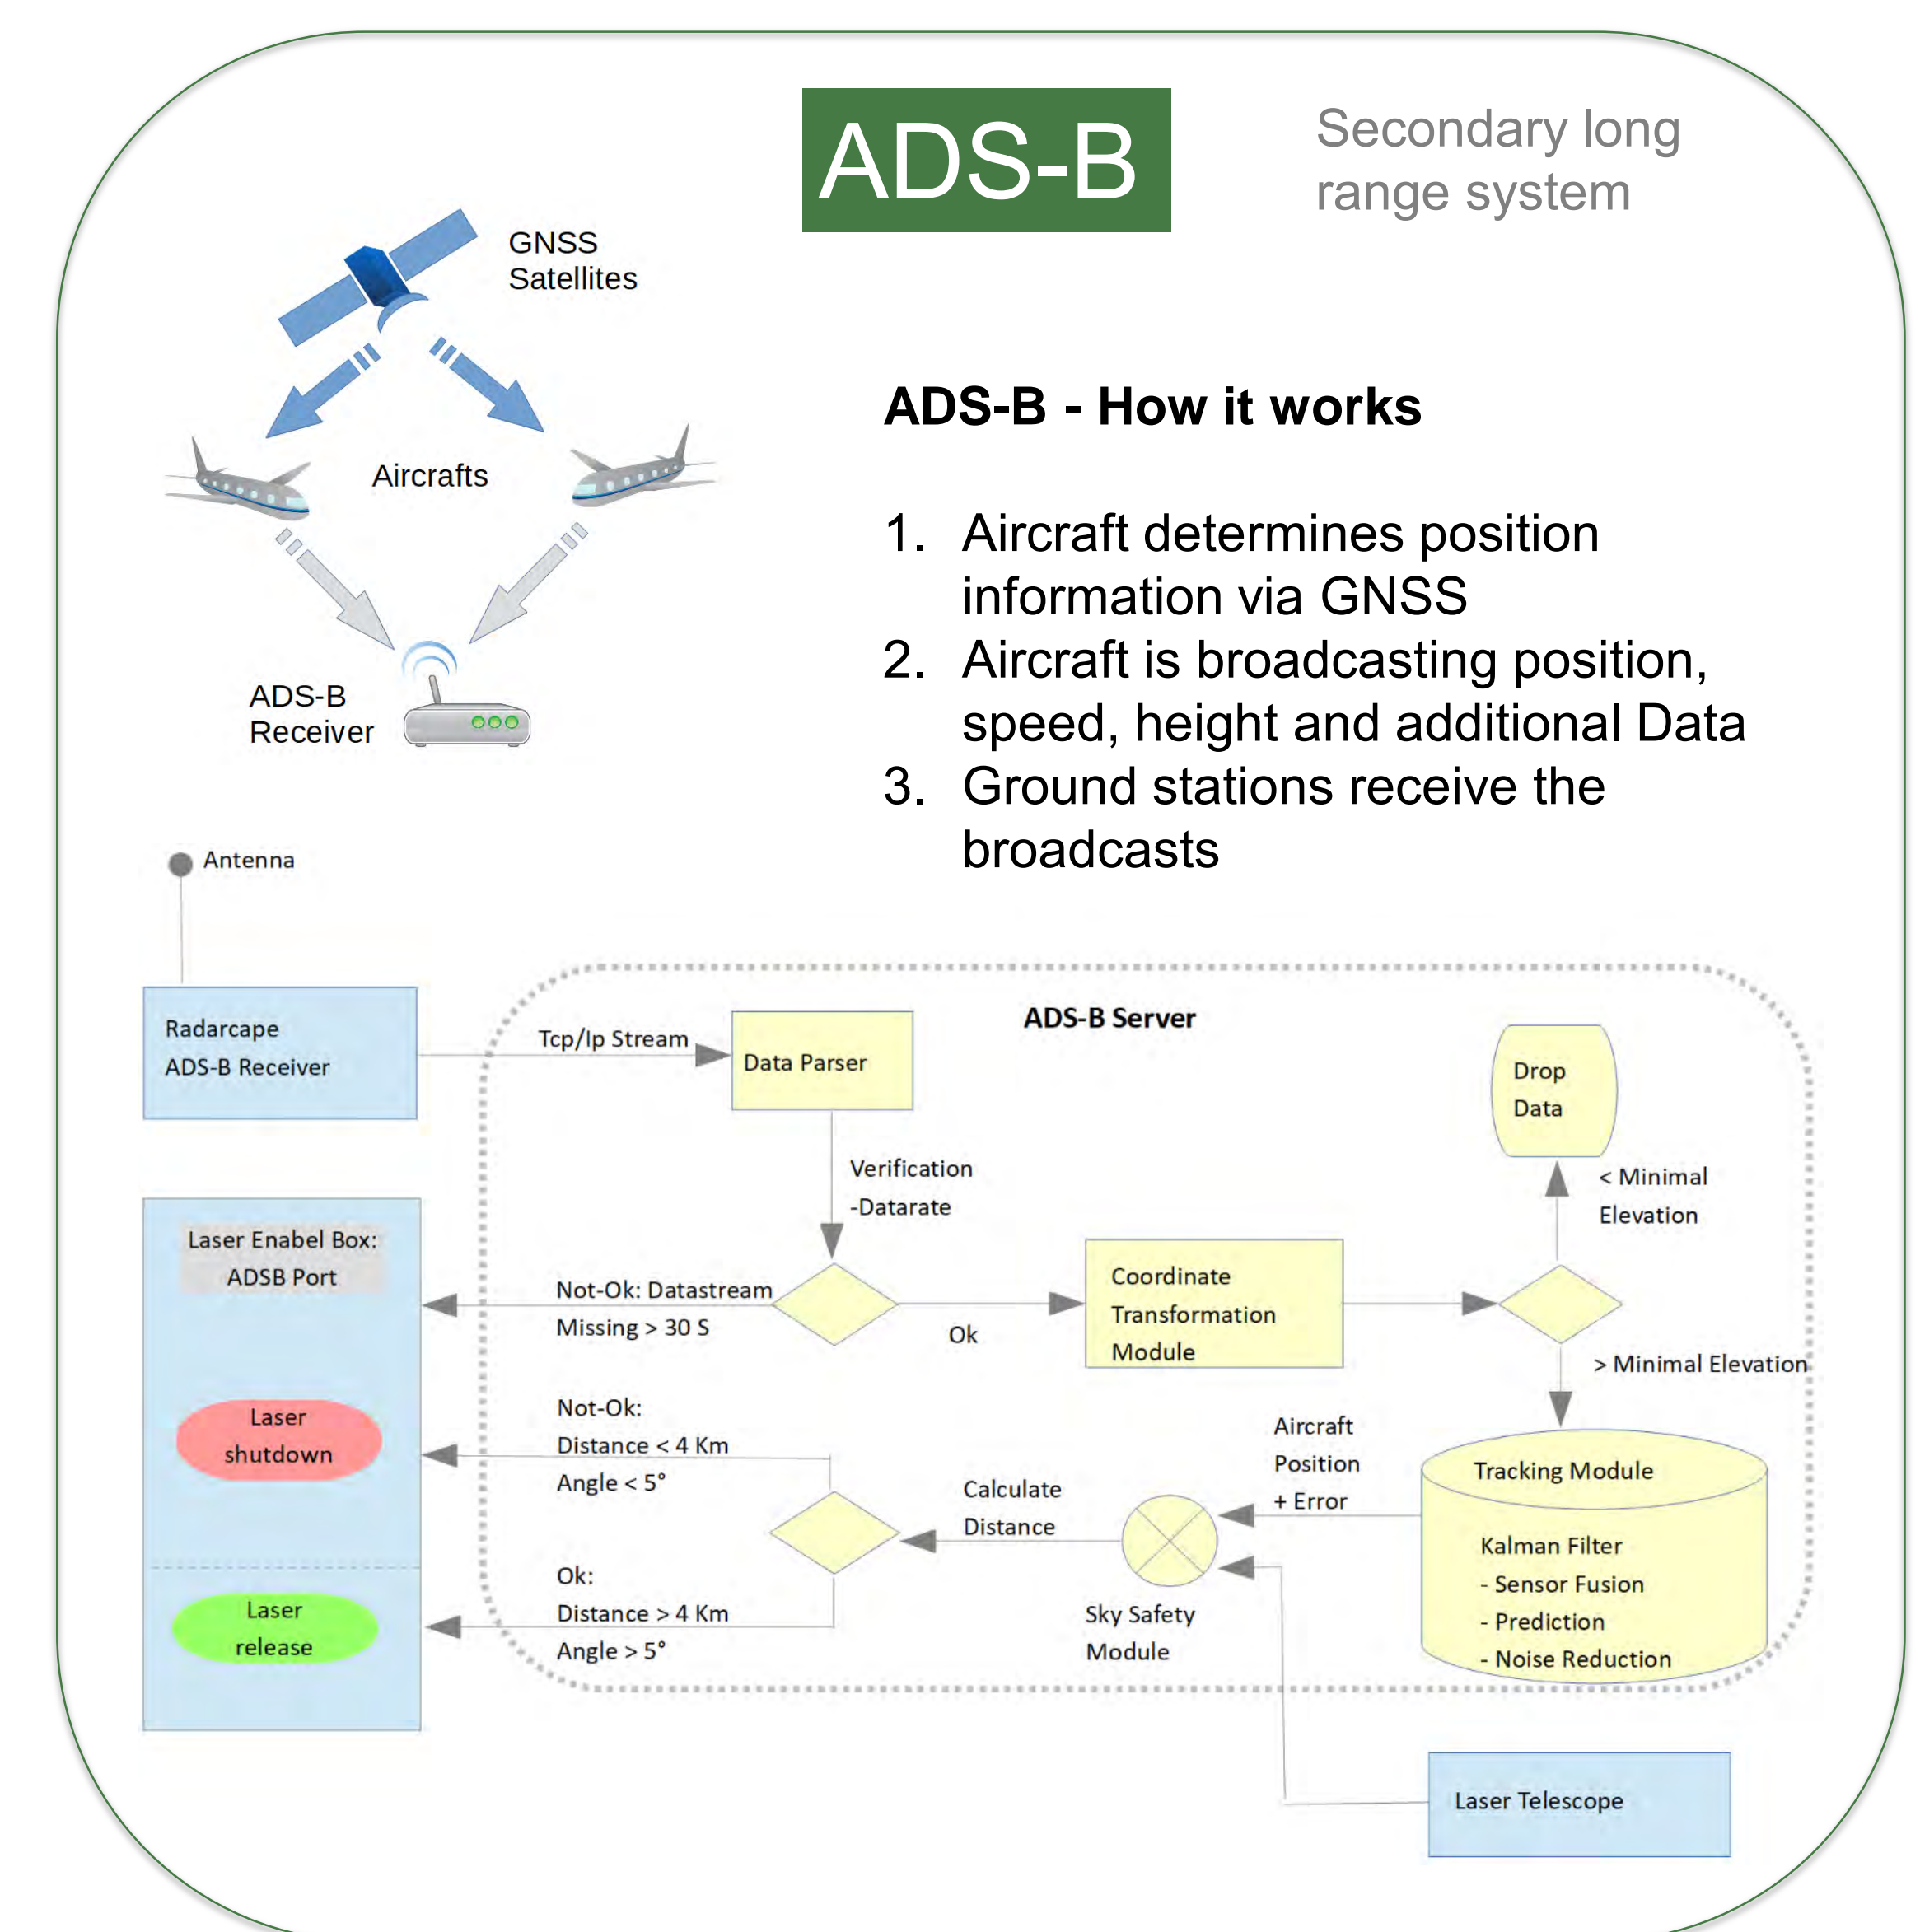 ADS-B
Secondary long
range system
GNSS
Satellites
Aircrafts
ADS-B
Receiver
ADS-B - How it works
1. Aircraft determines position
information via GNSS
2. Aircraft is broadcasting position,
speed, height and additional Data
3. Ground stations receive the
broadcasts
Antenna
Radarcape
ADS-B Receiver
Tcp/Ip Stream
ADS-B Server
Data Parser
Drop
Data
Verification
-Datarate
< Minimal
Elevation
Laser Enabel Box:
ADSB Port
Not-Ok: Datastream
Missing > 30 S
Ok
Coordinate
Transformation
Module
> Minimal Elevation
Laser
shutdown
Not-Ok:
Distance < 4 Km
Angle < 5°
Calculate
Distance
Aircraft
Position
+ Error
Tracking Module
Kalman Filter
- Sensor Fusion
- Prediction
- Noise Reduction
Laser
release
Ok:
Distance > 4 Km
Angle > 5°
Sky Safety
Module
Laser Telescope